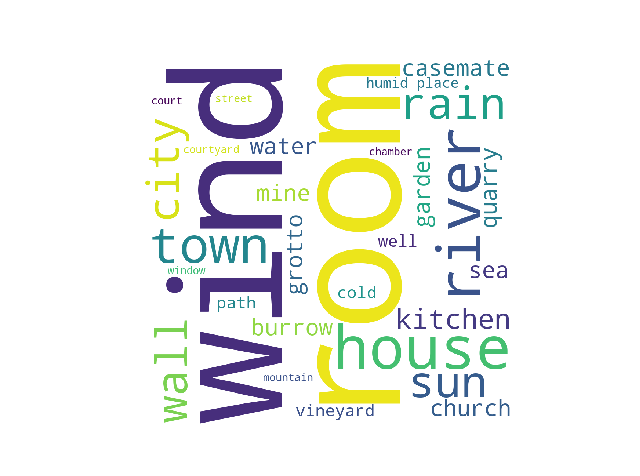 casemate
humid place
rain
court
street
city
wind
room
water
courtyard
chamber
river
garden
quarry
mine
grotto
well
town
sea
window
cold
path
kitchen
burrow
wall
house
mountain
sun
vineyard
church